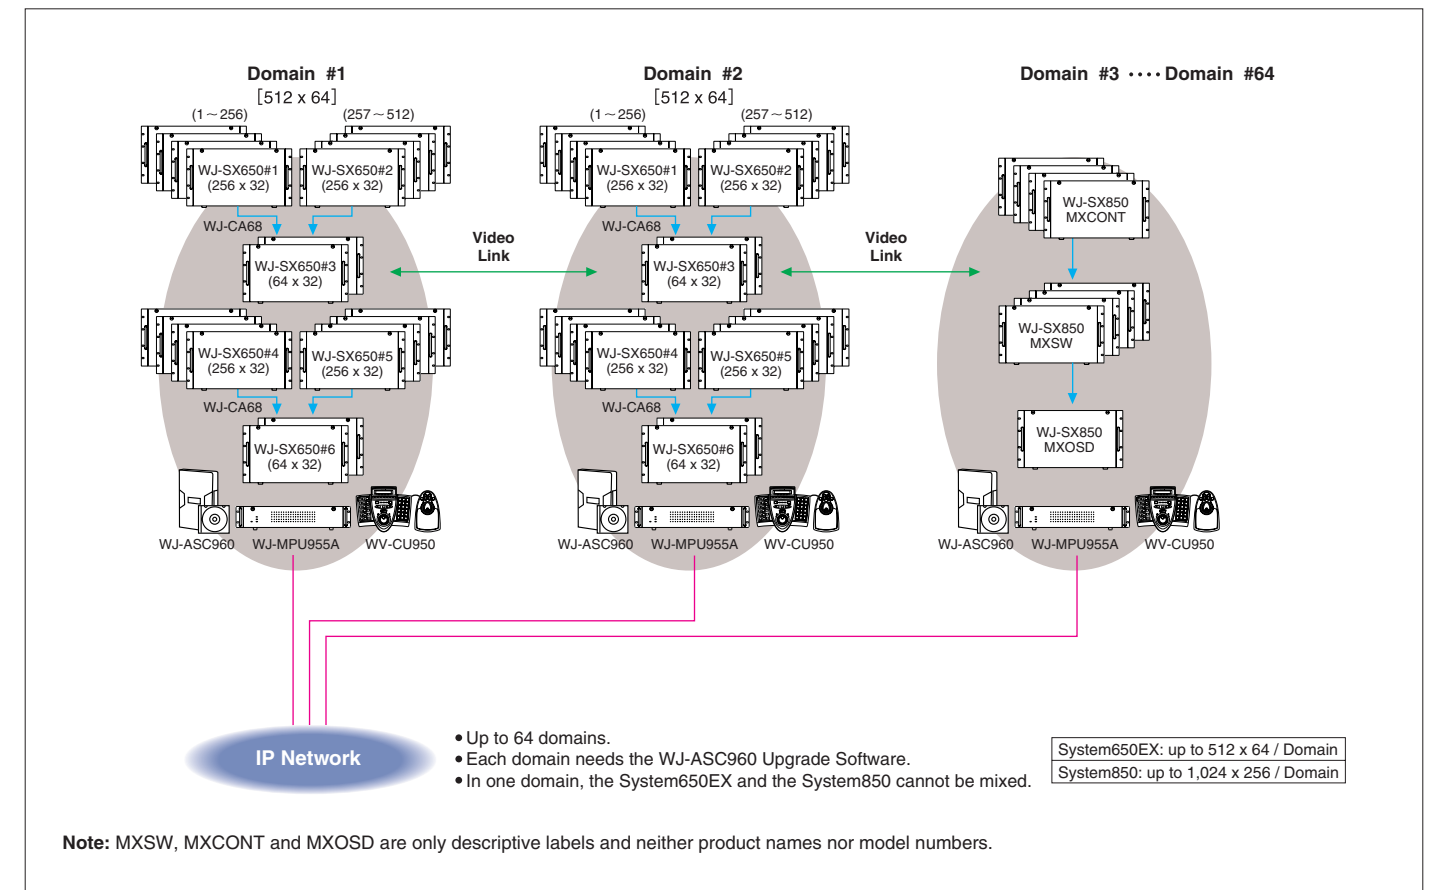 Domain #1
[512 x 64]
(1～256)
(257～512)
WJ-SX650#1
(256 x 32)
WJ-SX650#2
(256 x 32)
WJ-CA68
WJ-SX650#3
(64 x 32)
WJ-SX650#4
(256 x 32)
WJ-SX650#5
(256 x 32)
WJ-CA68
WJ-SX650#6
(64 x 32)
WJ-ASC960
WJ-MPU955A
WV-CU950
Video
Link
Domain #2
[512 x 64]
(1～256)
(257～512)
WJ-SX650#1
(256 x 32)
WJ-SX650#2
(256 x 32)
WJ-CA68
WJ-SX650#3
(64 x 32)
WJ-SX650#4
(256 x 32)
WJ-SX650#5
(256 x 32)
WJ-CA68
WJ-SX650#6
(64 x 32)
WJ-ASC960
WJ-MPU955A
WV-CU950
Video
Link
Domain #3 ···· Domain #64
WJ-SX850
MXCONT
WJ-SX850
MXSW
WJ-SX850
MXOSD
WJ-ASC960
WJ-MPU955A
WV-CU950
IP Network
• Up to 64 domains.
• Each domain needs the WJ-ASC960 Upgrade Software.
• In one domain, the System650EX and the System850 cannot be mixed.
System650EX: up to 512 x 64 / Domain
System850: up to 1,024 x 256 / Domain
Note: MXSW, MXCONT and MXOSD are only descriptive labels and neither product names nor model numbers.